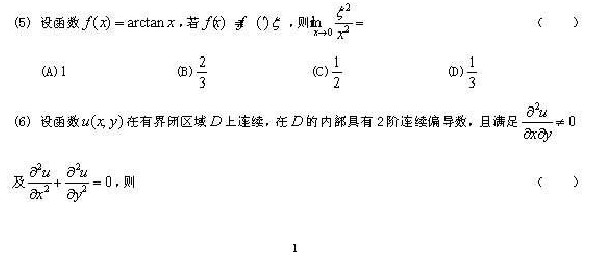 (5) 设函数 f(x) = arctan x,若 f(x) = f '( ) ξ,则 lim x→0 ξ²/x² = ( )
(A) 1 (B) 2/3 (C) 1/2 (D) 1/3
(6) 设函数 u(x, y) 在有界闭区域 D 上连续,在 D 的内部具有 2 阶连续偏导数,且满足 ∂²u/∂x∂y ≠ 0
及 ∂²u/∂x² + ∂²u/∂y² = 0,则 ( )
1